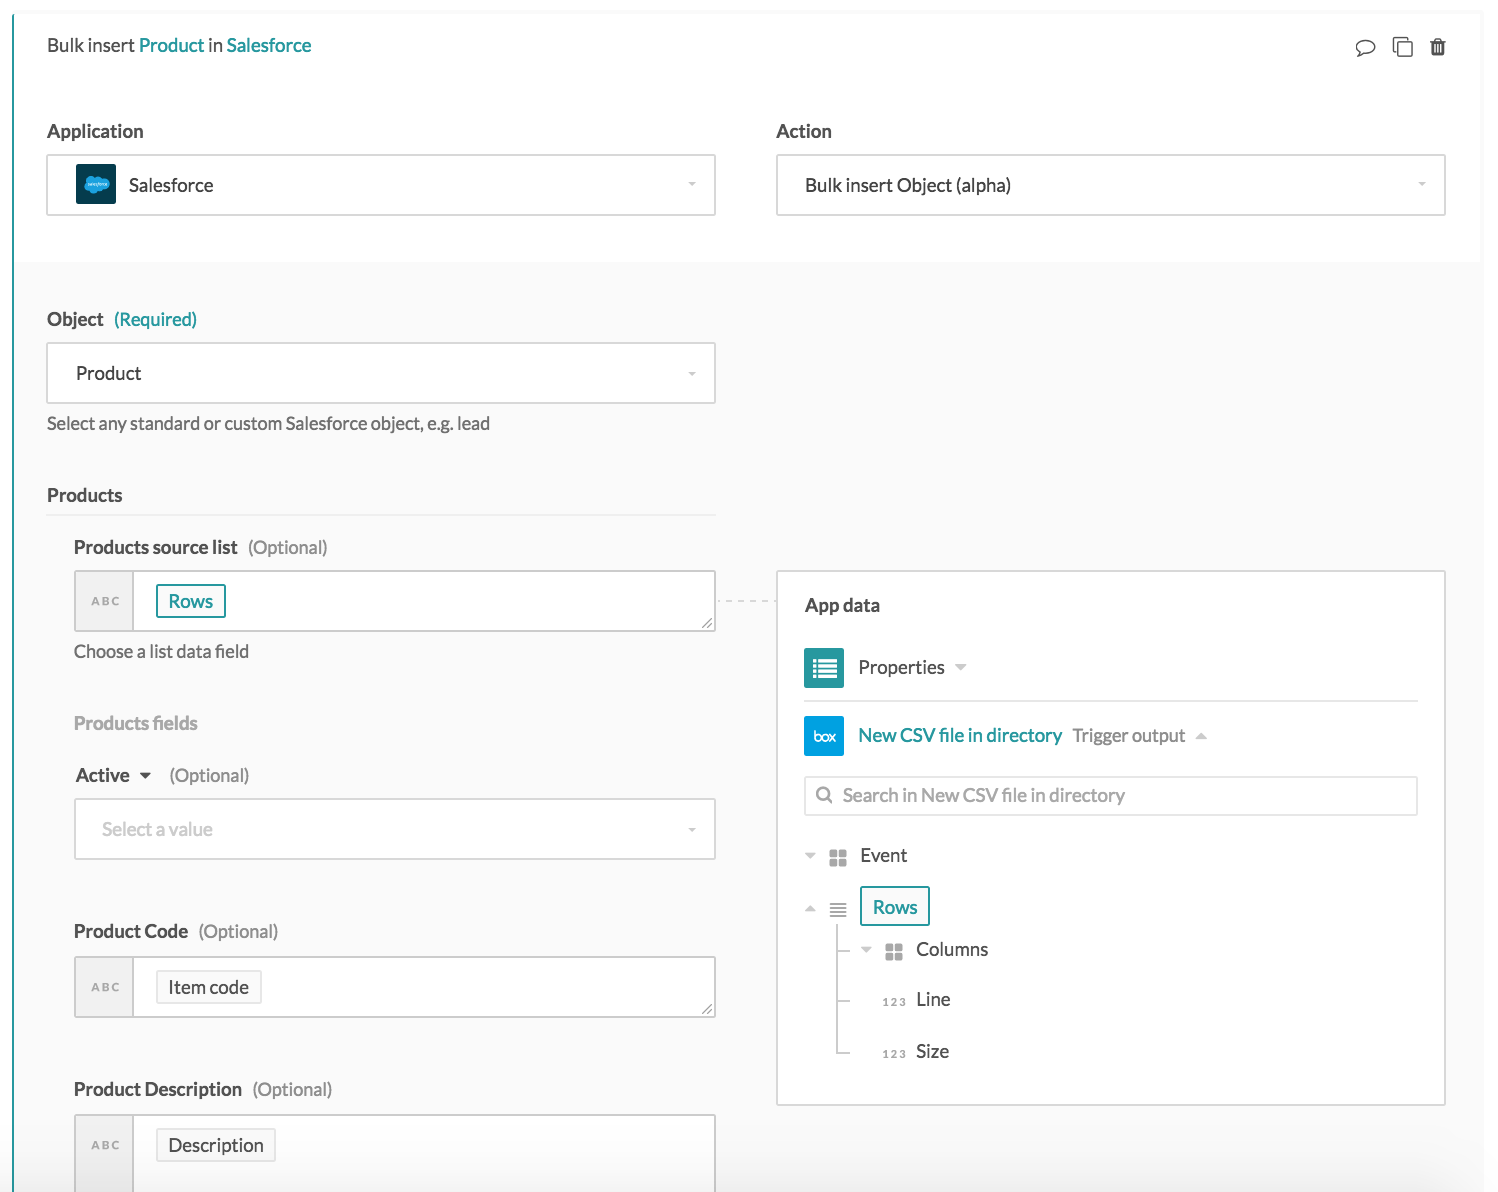 Bulk insert Product in Salesforce
Application
Action
Salesforce
Bulk insert Object (alpha)
Object (Required)
Product
Select any standard or custom Salesforce object, e.g. lead
Products
Products source list (Optional)
ABC Rows
Choose a list data field
Products fields
Active (Optional)
Select a value
Product Code (Optional)
ABC Item code
Product Description (Optional)
ABC Description
App data
Properties
box New CSV file in directory Trigger output
Search in New CSV file in directory
Event
Rows
Columns
123 Line
123 Size